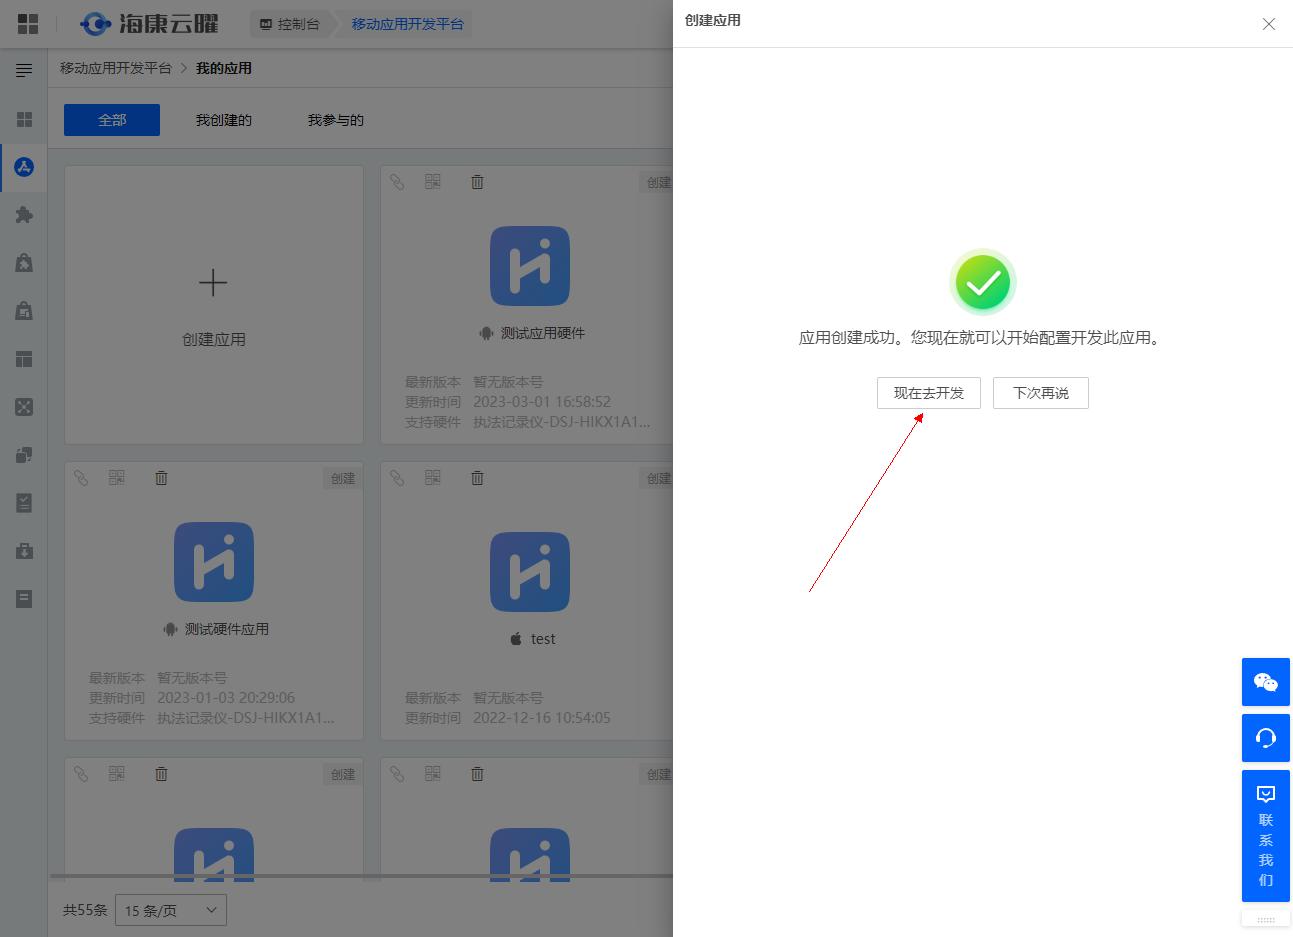 海康云曜
控制台
移动应用开发平台
移动应用开发平台 > 我的应用
全部
我创建的
我参与的
创建应用
创建
测试应用硬件
最新版本 暂无版本号
更新时间 2023-03-01 16:58:52
支持硬件 执法记录仪-DSJ-HIKX1A1...
创建
测试硬件应用
最新版本 暂无版本号
更新时间 2023-01-03 20:29:06
支持硬件 执法记录仪-DSJ-HIKX1A1...
创建
test
最新版本 暂无版本号
更新时间 2022-12-16 10:54:05
创建
创建
共55条
15 条/页
创建应用
应用创建成功。您现在就可以开始配置开发此应用。
现在去开发
下次再说
联
系
我
们